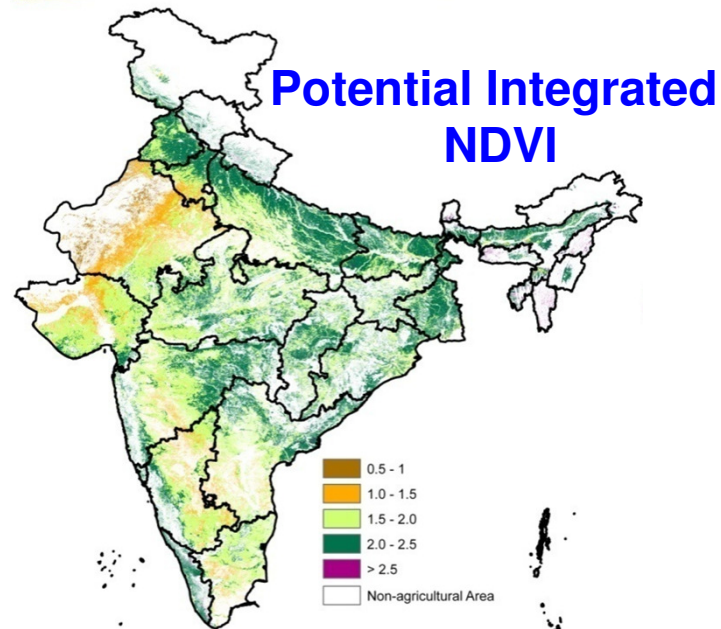 Potential Integrated
NDVI
0.5 - 1
1.0 - 1.5
1.5 - 2.0
2.0 - 2.5
> 2.5
Non-agricultural Area